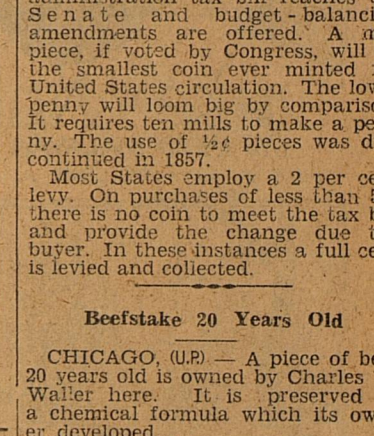 Senate and budget-balanci
amendments are offered. A m
piece, if voted by Congress, will
the smallest coin ever minted
United States circulation. The low
penny will loom big by comparis
It requires ten mills to make a pe
ny. The use of ½¢ pieces was d
continued in 1857.
Most States employ a 2 per ce
levy. On purchases of less than
there is no coin to meet the tax b
and provide the change due t
buyer. In these instances a full ce
is levied and collected.
Beefstake 20 Years Old
CHICAGO, (U.P.) — A piece of be
20 years old is owned by Charles
Waller here. It is preserved
a chemical formula which its ow
er developed.